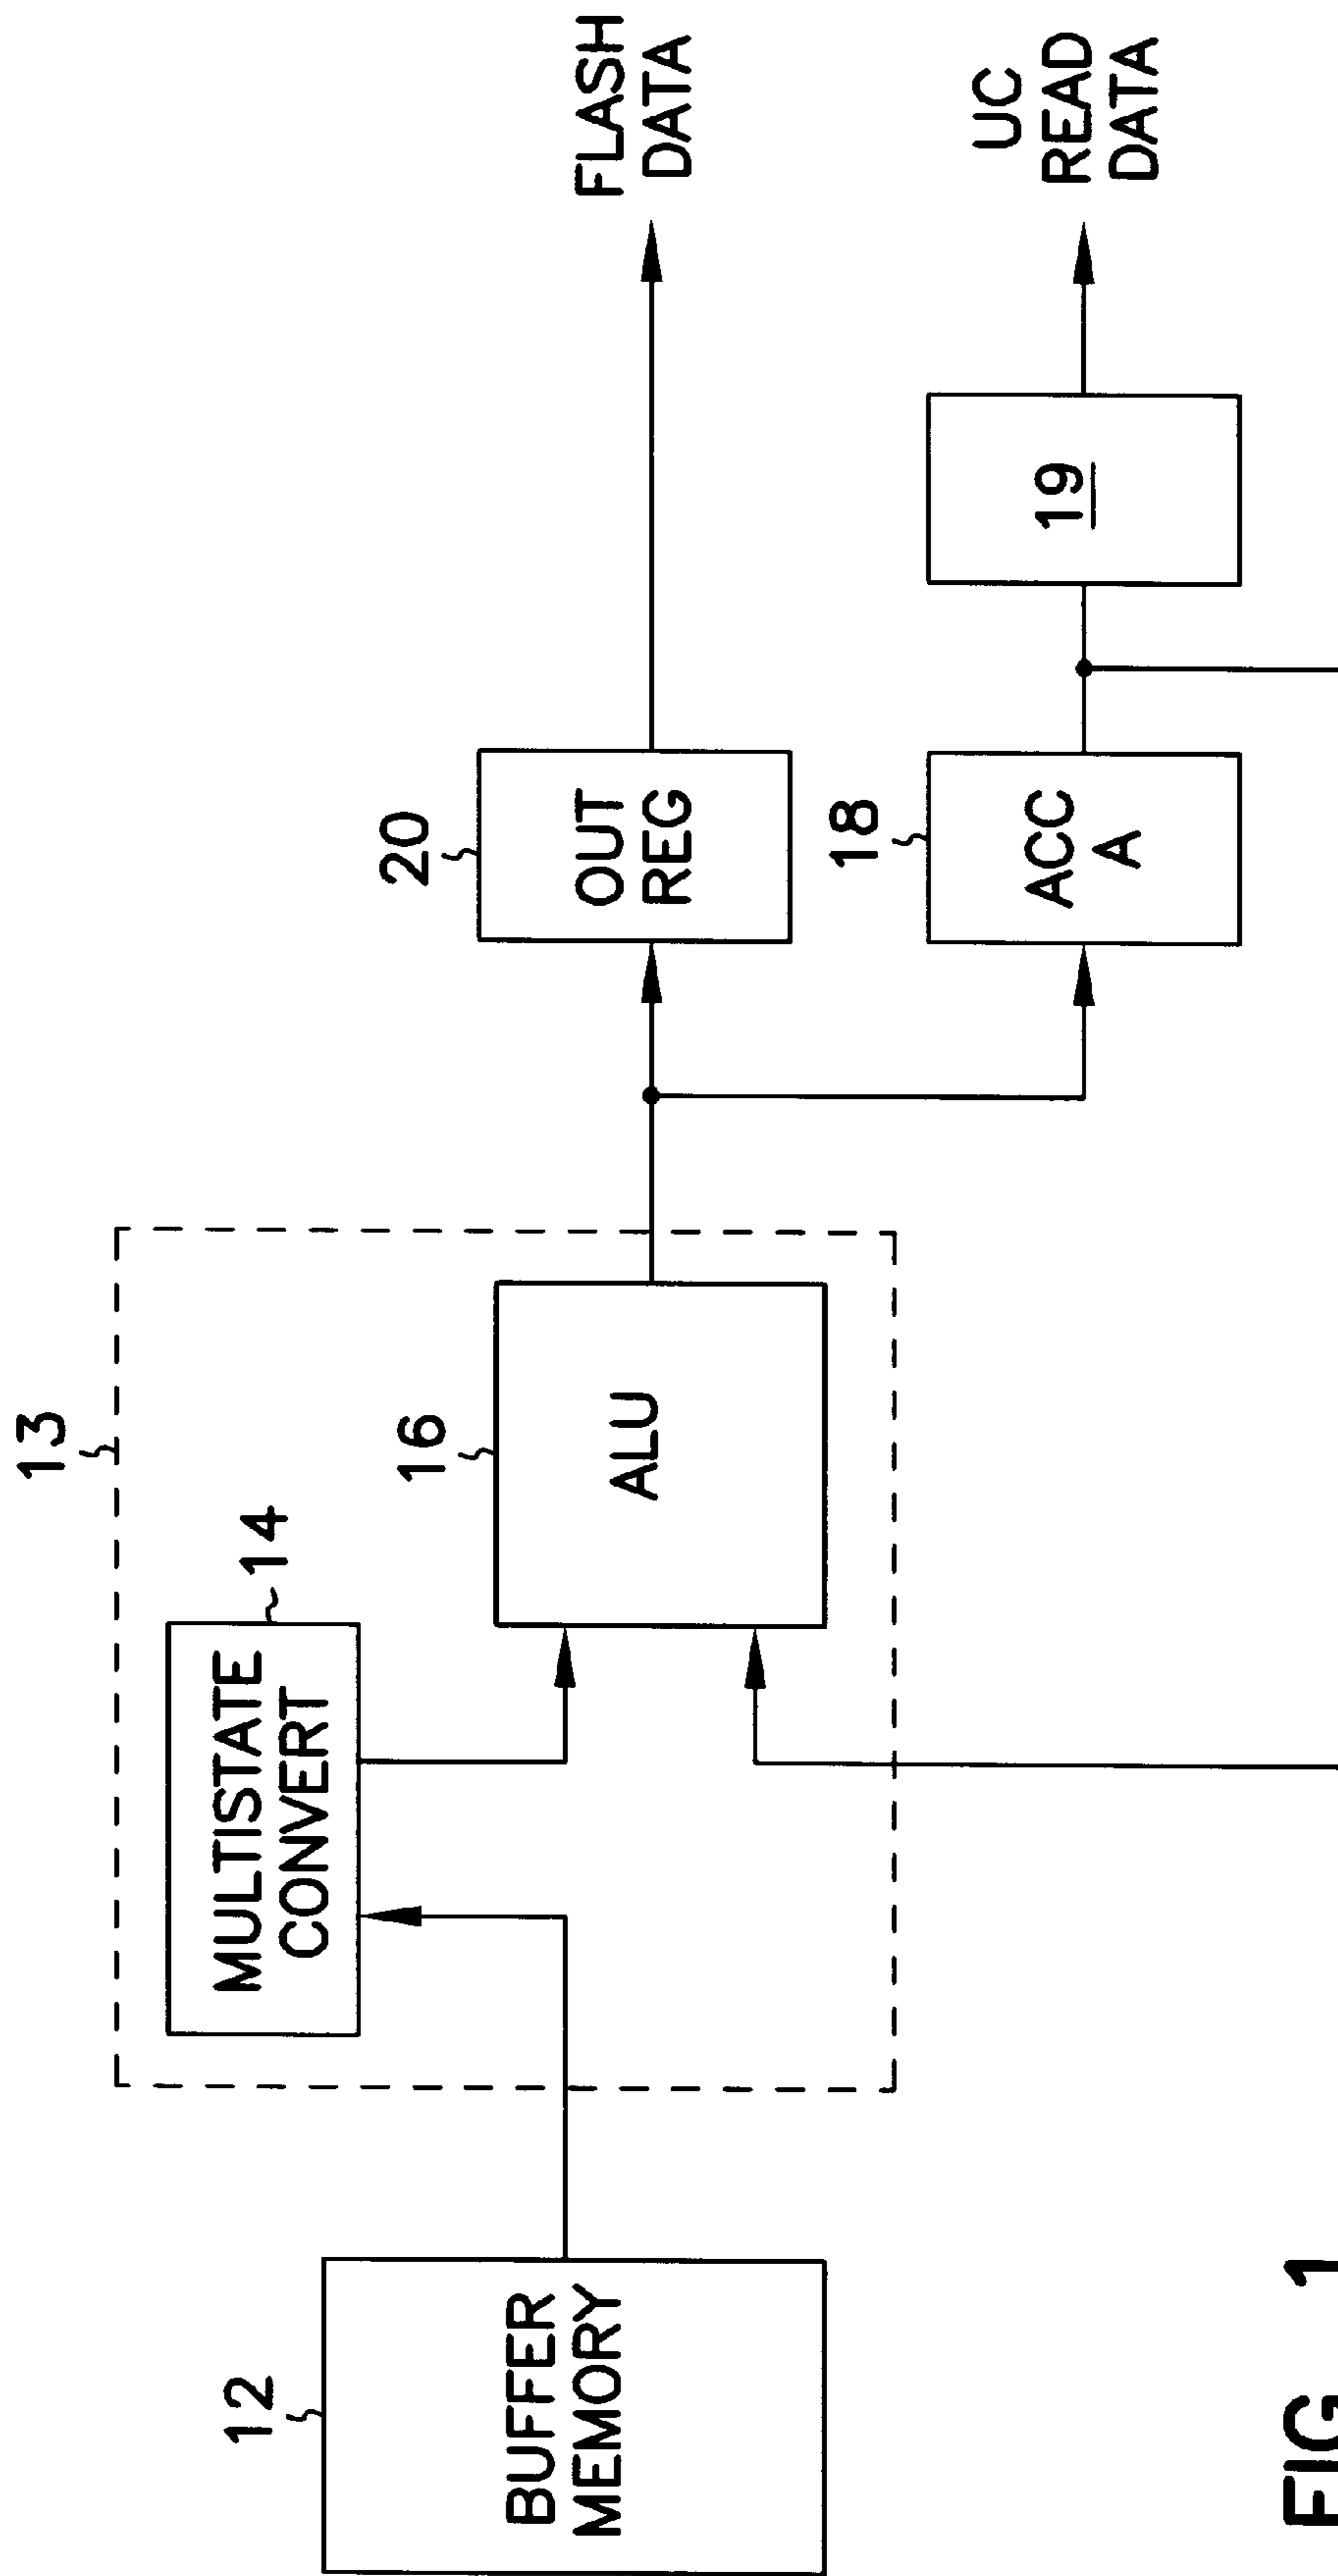 13
14
MULTISTATE
CONVERT
12
BUFFER
MEMORY
16
ALU
20
OUT
REG
FLASH
DATA
18
ACC
A
19
UC
READ
DATA
FIG. 1